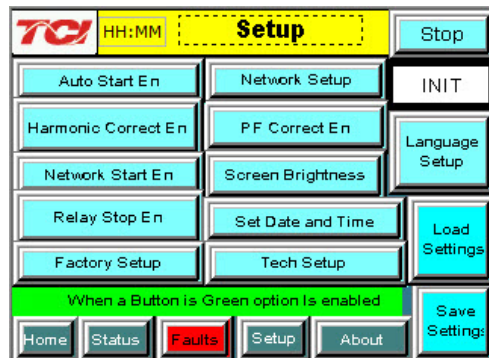 TCI HH:MM Setup Stop
Auto Start En Network Setup INIT
Harmonic Correct En PF Correct En
Language
Setup
Network Start En Screen Brightness
Relay Stop En Set Date and Time
Load
Settings
Factory Setup Tech Setup
When a Button is Green option Is enabled
Save
Settings
Home Status Faults Setup About